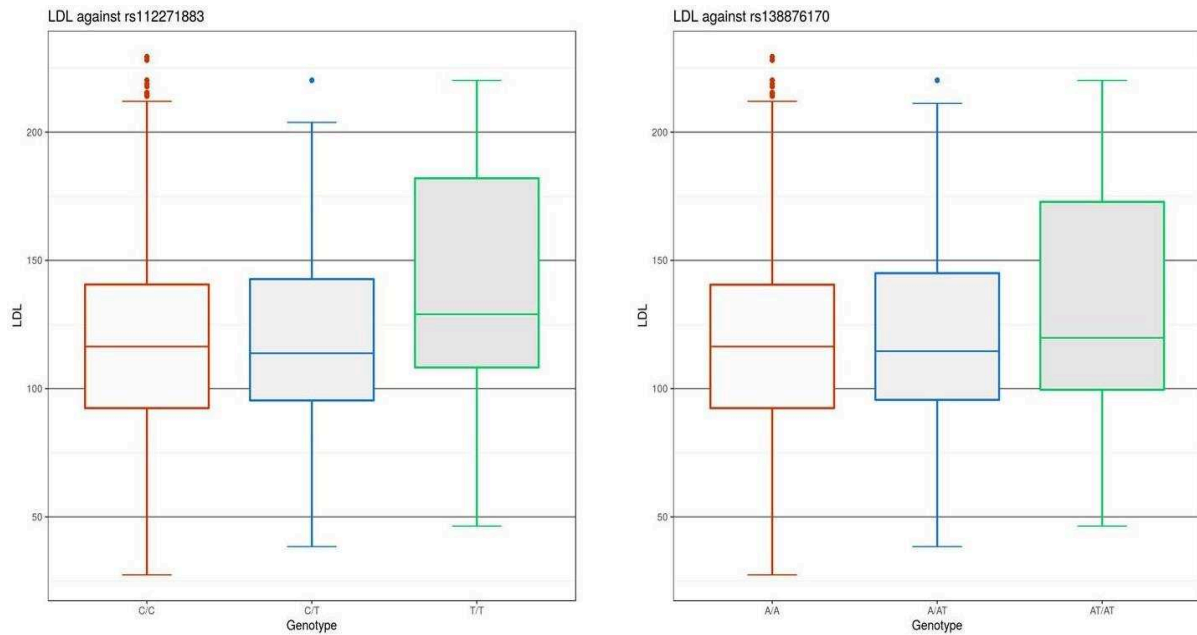 LDL against rs112271883
200
150
100
50
LDL
C/C
C/T
T/T
Genotype
LDL against rs138876170
200
150
100
50
LDL
A/A
A/AT
AT/AT
Genotype